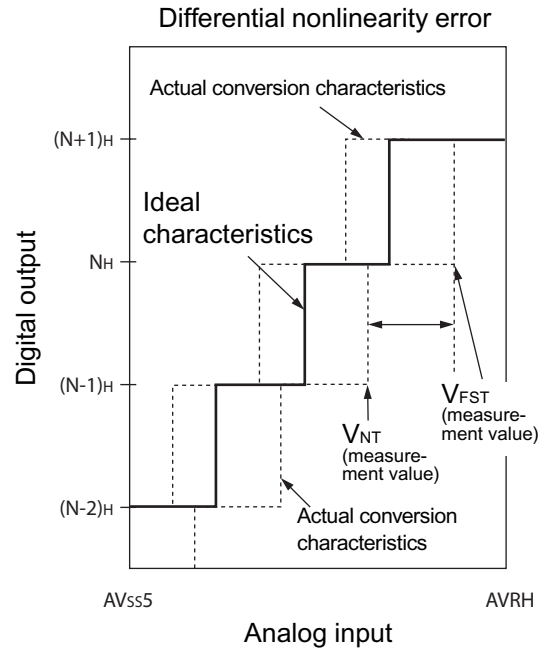 Differential nonlinearity error
Actual conversion characteristics
(N+1)H
Ideal
characteristics
NH
Digital output
(N-1)H
VFST
(measure-
ment value)
VNT
(measure-
ment value)
(N-2)H
Actual conversion
characteristics
AVss5
AVRH
Analog input